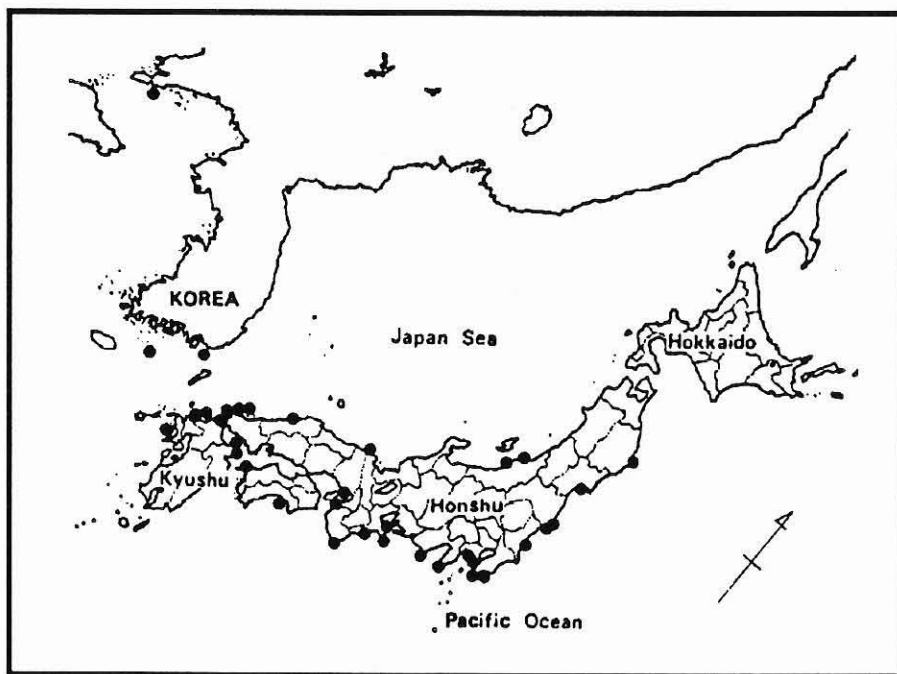 KOREA
Japan Sea
Hokkaido
Kyushu
Honshu
Pacific Ocean